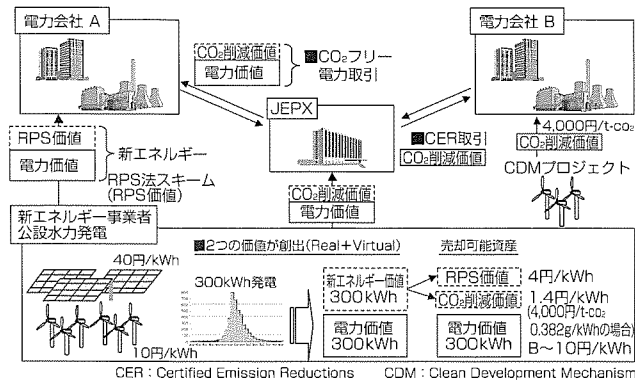 電力会社 A
電力会社 B
CO₂削減価値
電力価値
■CO₂フリー
電力取引
JEPX
RPS価値
電力価値
新エネルギー
RPS法スキーム
(RPS価値)
■CER取引
CO₂削減価値
4,000円/t-co₂
CO₂削減価値
CDMプロジェクト
CO₂削減価値
電力価値
新エネルギー事業者
公設水力発電
40円/kWh
10円/kWh
■2つの価値が創出(Real+Virtual)
300kWh発電
新エネルギー価値
300kWh
電力価値
300kWh
売却可能資産
RPS価値
4円/kWh
CO₂削減価値
1.4円/kWh
(4,000円/t-co₂
0.382g/kWhの場合)
電力価値
300kWh
8〜10円/kWh
CER：Certified Emission Reductions
CDM：Clean Development Mechanism